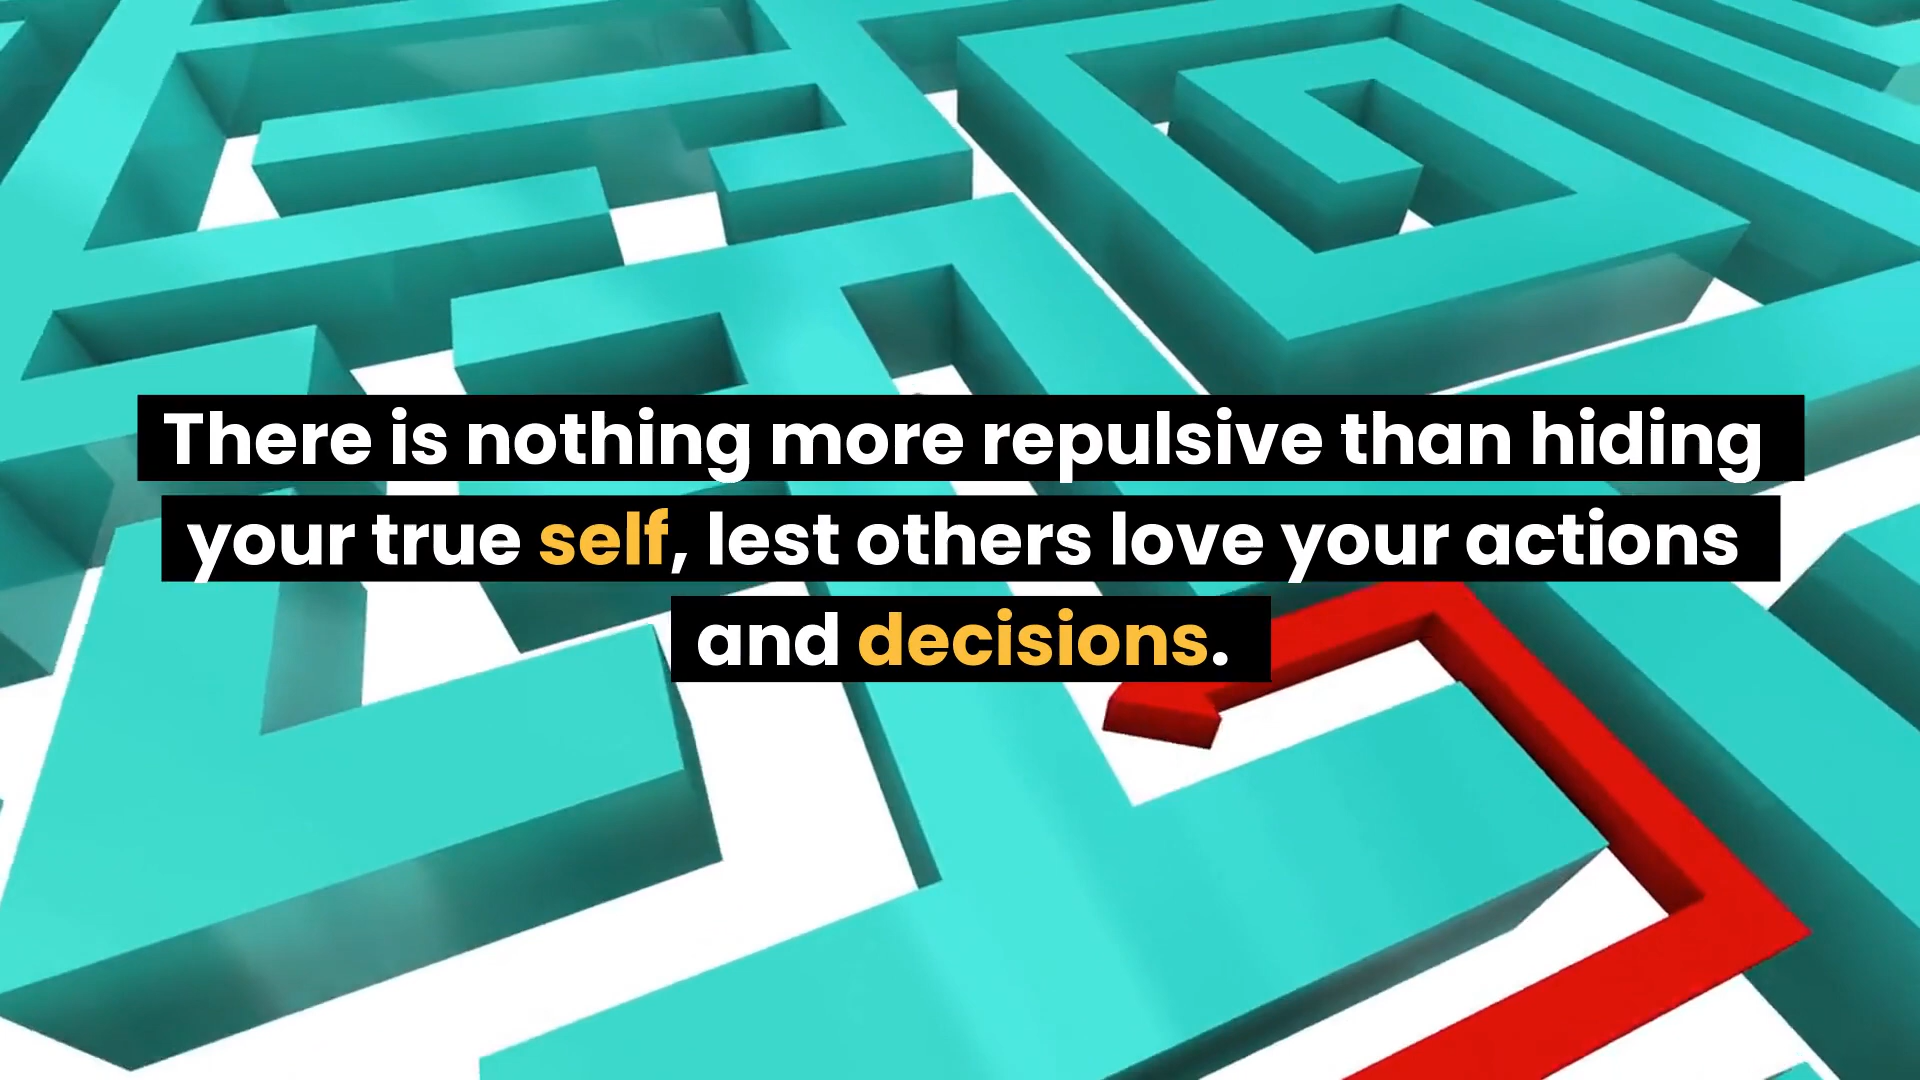 There is nothing more repulsive than hiding
your true self, lest others love your actions
and decisions.